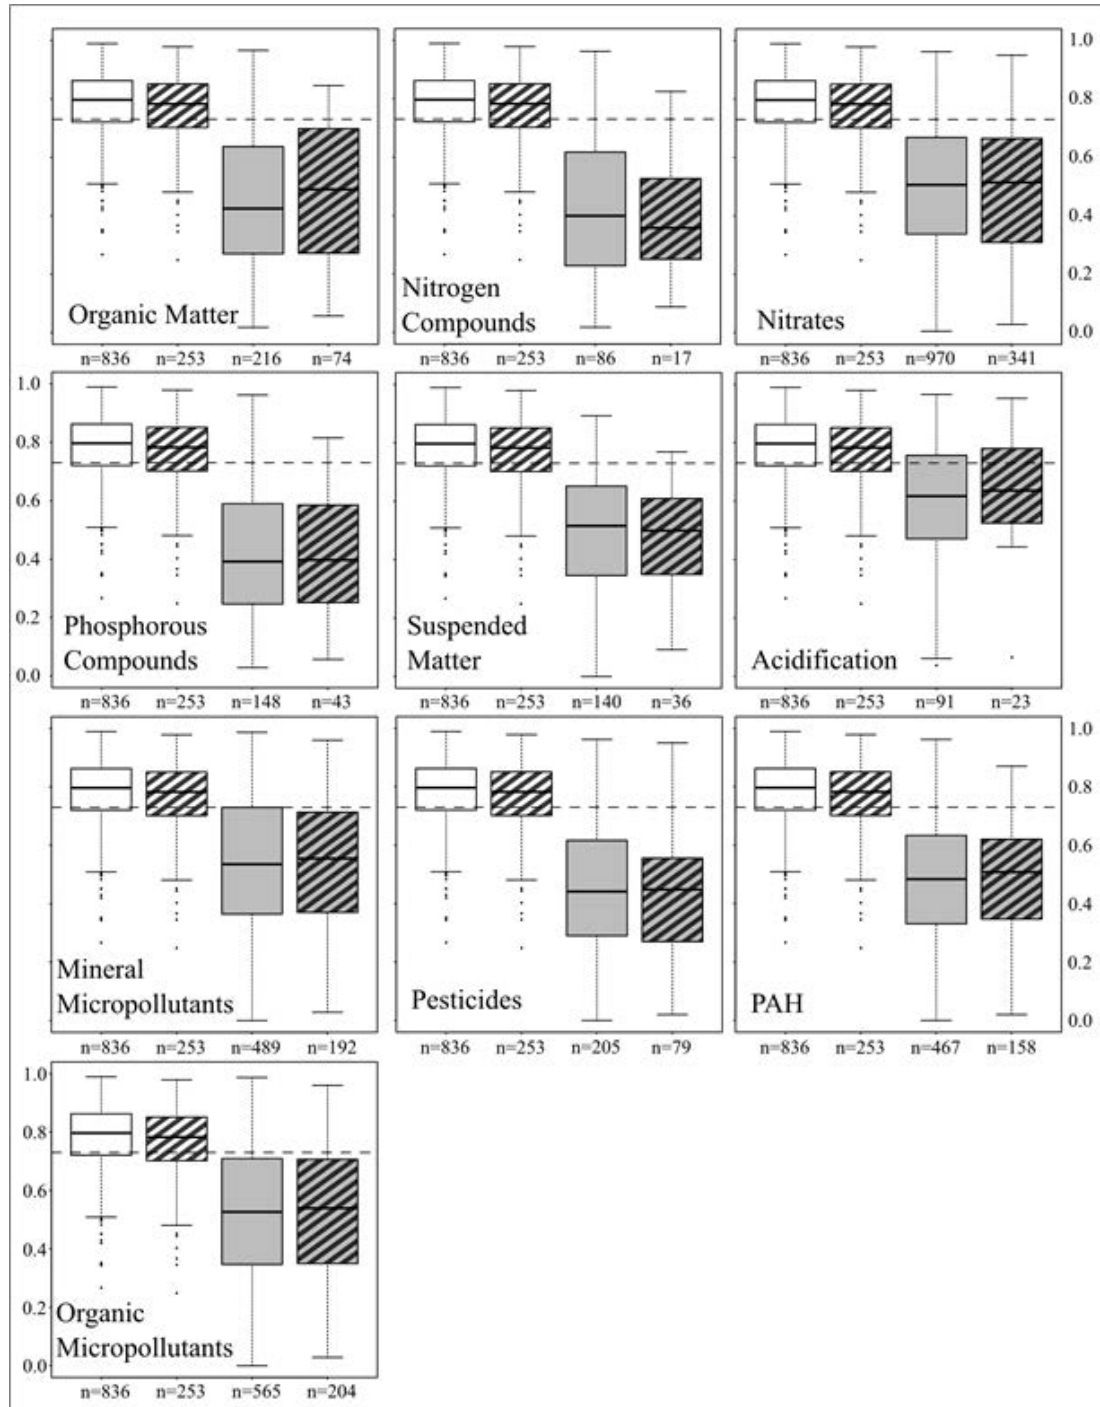 1.0
0.8
0.6
0.4
0.2
0.0
Organic Matter
Nitrogen
Compounds
Nitrates
n=836 n=253 n=216 n=74
n=836 n=253 n=86 n=17
n=836 n=253 n=970 n=341
1.0
0.8
0.6
0.4
0.2
0.0
Phosphorous
Compounds
Suspended
Matter
Acidification
n=836 n=253 n=148 n=43
n=836 n=253 n=140 n=36
n=836 n=253 n=91 n=23
1.0
0.8
0.6
0.4
0.2
0.0
Mineral
Micropollutants
Pesticides
PAH
n=836 n=253 n=489 n=192
n=836 n=253 n=205 n=79
n=836 n=253 n=467 n=158
1.0
0.8
0.6
0.4
0.2
0.0
Organic
Micropollutants
n=836 n=253 n=565 n=204